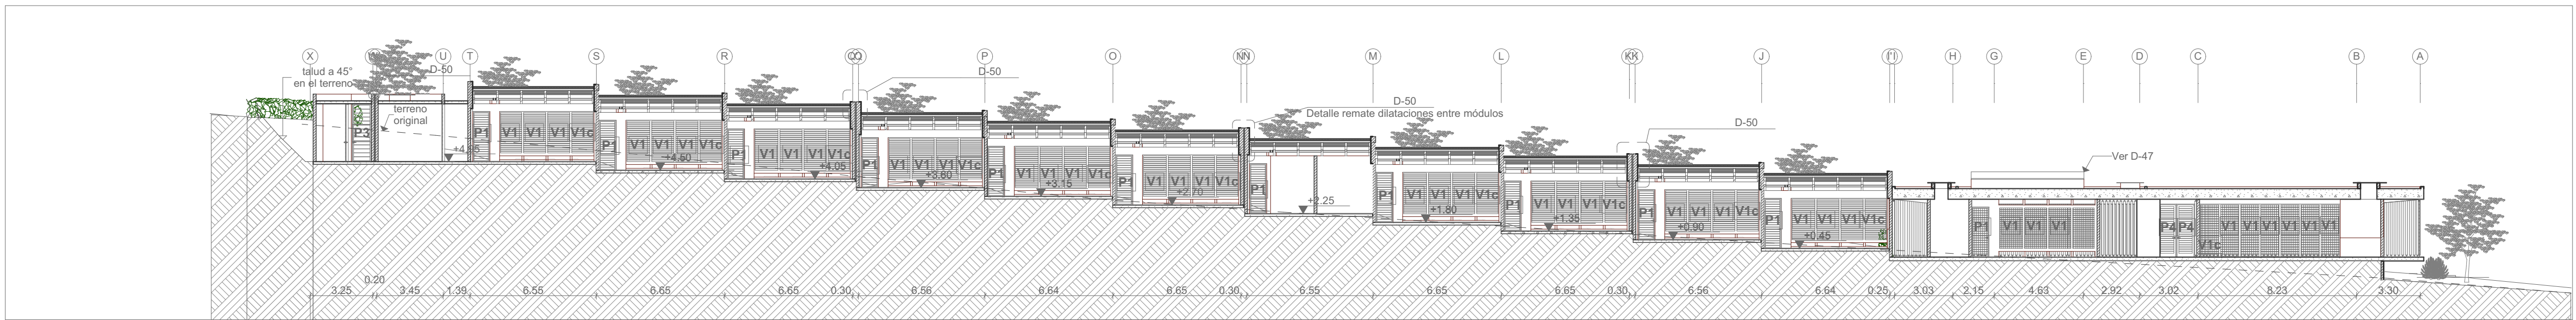 X U T S R O P O N M L K J I H G E D C B A
talud a 45°
en el terreno
D-50
terreno
original
D-50
D-50
Detalle remate dilataciones entre módulos
D-50
Ver D-47
P3
P1 V1 V1 V1 V1c
P1 V1 V1 V1 V1c
P1 V1 V1 V1 V1c
P1 V1 V1 V1 V1c
P1 V1 V1 V1 V1c
P1 V1 V1 V1 V1c
P1
P1 V1 V1 V1 V1c
P1 V1 V1 V1 V1c
P1 V1 V1 V1 V1c
P1 V1 V1 V1 V1c
P1 V1 V1 V1
P4 P4
V1c V1 V1 V1 V1 V1 V1
+4.95
+4.50
+4.05
+3.60
+3.15
+2.70
+2.25
+1.80
+1.35
+0.90
+0.45
0.20
3.25 3.45 1.39 6.55 6.65 6.65 0.30 6.56 6.64 6.65 0.30 6.55 6.65 6.65 0.30 6.56 6.64 0.25 3.03 2.15 4.63 2.92 3.02 8.23 3.30